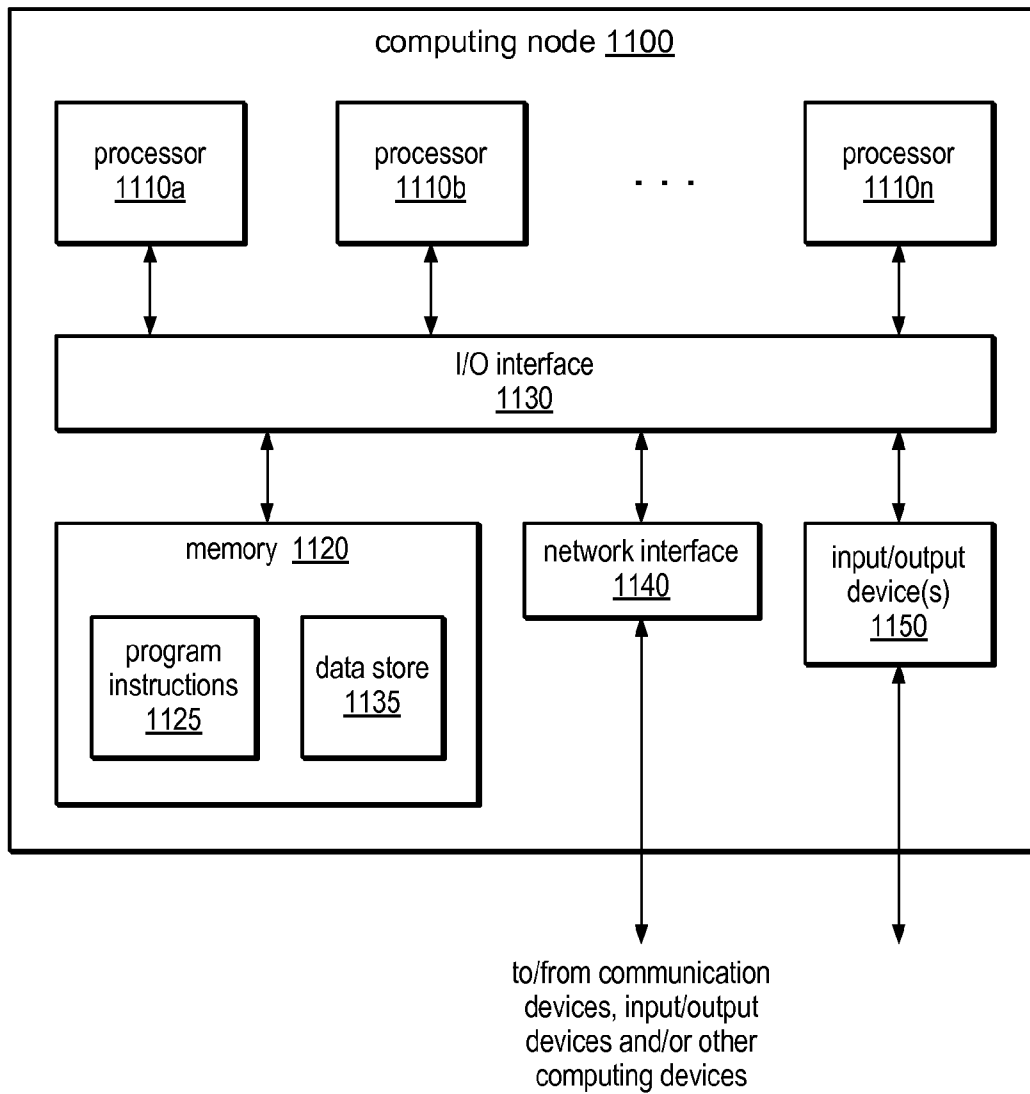 computing node 1100
processor
1110a
processor
1110b
. . .
processor
1110n
I/O interface
1130
memory 1120
program
instructions
1125
data store
1135
network interface
1140
input/output
device(s)
1150
to/from communication
devices, input/output
devices and/or other
computing devices